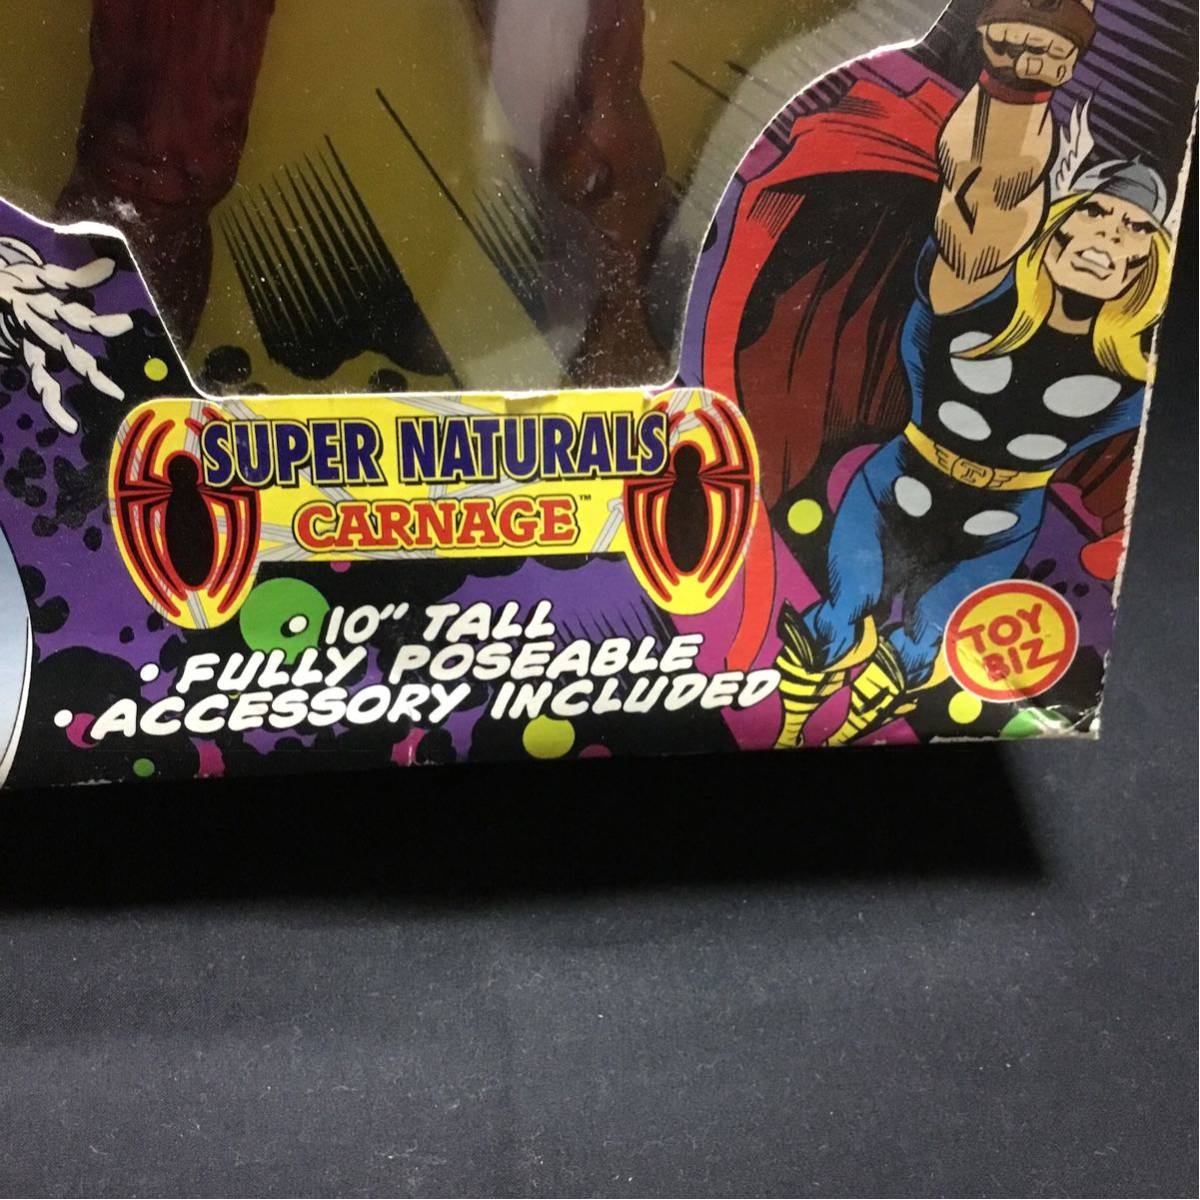 SUPER NATURALS
CARNAGE™
• 10" TALL
• FULLY POSEABLE
• ACCESSORY INCLUDED
T
TOY
BIZ